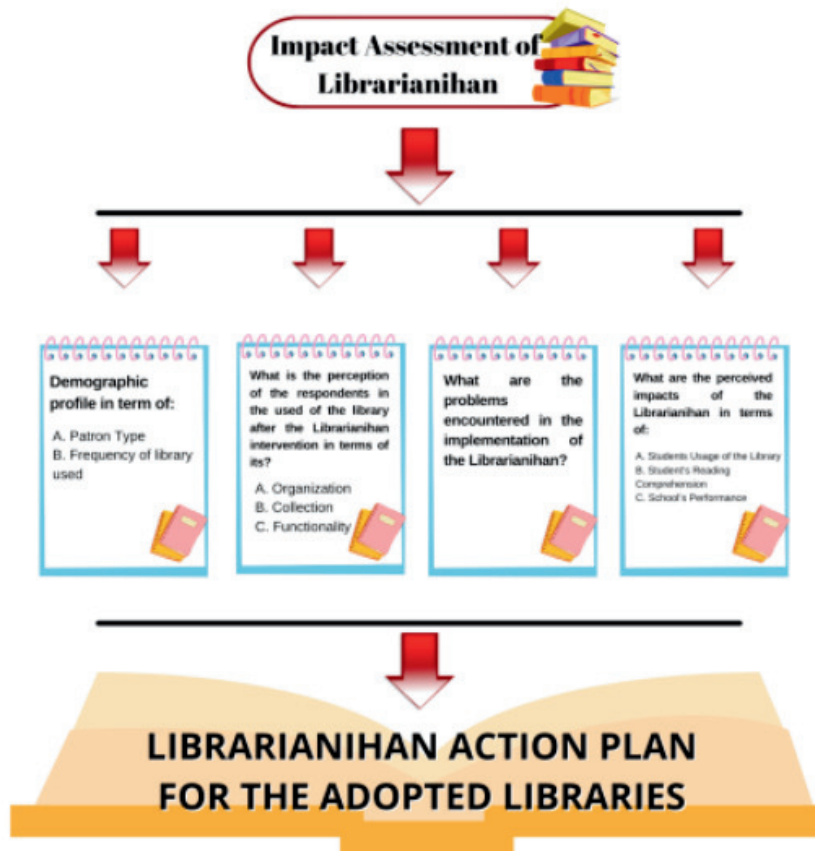 Impact Assessment of
Librarianihan
Demographic
profile in term of:
A. Patron Type
B. Frequency of library
used
What is the perception
of the respondents in
the used of the library
after the Librarianihan
intervention in terms of
its?
A. Organization
B. Collection
C. Functionality
What are the
problems
encountered in the
implementation of
the Librarianihan?
What are the perceived
impacts of the
Librarianihan in terms
of:
A. Students Usage of the Library
B. Student's Reading
Comprehension
C. School's Performance
LIBRARIANIHAN ACTION PLAN
FOR THE ADOPTED LIBRARIES